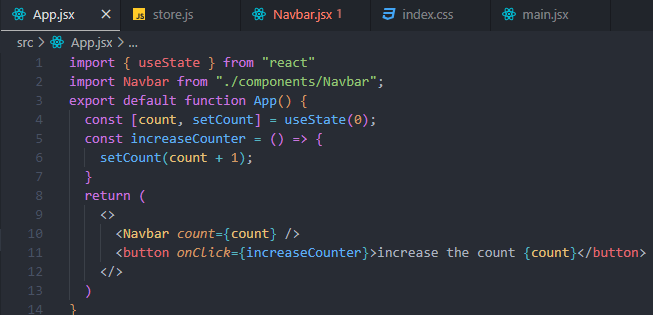 App.jsx × JS store.js Navbar.jsx 1 index.css main.jsx
src > App.jsx > ...
1 import { useState } from "react"
2 import Navbar from "./components/Navbar";
3 export default function App() {
4 const [count, setCount] = useState(0);
5 const increaseCounter = () => {
6 setCount(count + 1);
7 }
8 return (
9 <>
10 <Navbar count={count} />
11 <button onClick={increaseCounter}>increase the count {count}</button>
12 </>
13 )
14 }